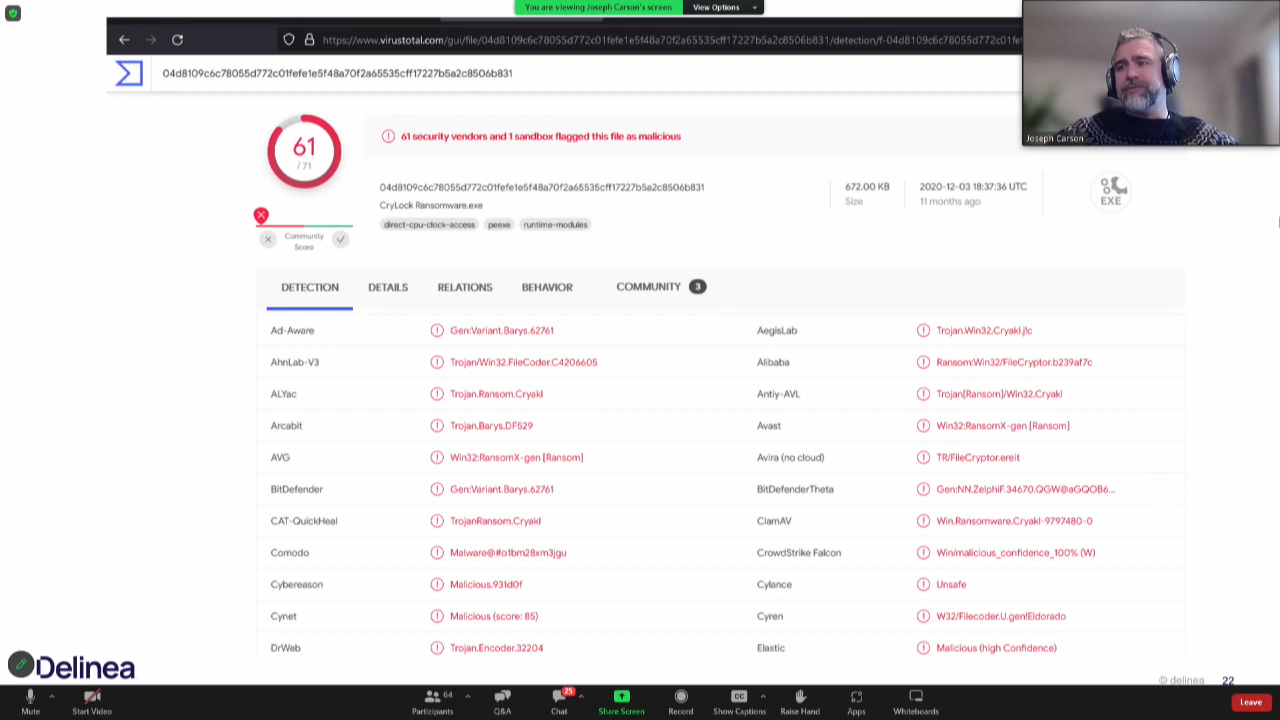 You are viewing Joseph Carson's screen
View Options
https://www.virustotal.com/gui/file/04d8109c6c78055d772c01fefe1e5f48a70f2a65535cff17227b5a2c8506b831/detection/f-04d8109c6c78055d772c01fe
04d8109c6c78055d772c01fefe1e5f48a70f2a65535cff17227b5a2c8506b831
Joseph Carson
61
/ 71
61 security vendors and 1 sandbox flagged this file as malicious
04d8109c6c78055d772c01fefe1e5f48a70f2a65535cff17227b5a2c8506b831
CryLock Ransomware.exe
direct-cpu-clock-access peexe runtime-modules
672.00 KB
Size
2020-12-03 18:37:36 UTC
11 months ago
EXE
Community
Score
DETECTION DETAILS RELATIONS BEHAVIOR COMMUNITY 3
Ad-Aware Gen:Variant.Barys.62761 AegisLab Trojan.Win32.Cryakl.j!c
AhnLab-V3 Trojan/Win32.FileCoder.C4206605 Alibaba Ransom:Win32/FileCryptor.b239af7c
ALYac Trojan.Ransom.Cryakl Antiy-AVL Trojan[Ransom]/Win32.Cryakl
Arcabit Trojan.Barys.DF529 Avast Win32:RansomX-gen [Ransom]
AVG Win32:RansomX-gen [Ransom] Avira (no cloud) TR/FileCryptor.ereit
BitDefender Gen:Variant.Barys.62761 BitDefenderTheta Gen:NN.ZelphiF.34670.QGW@aGQOB6...
CAT-QuickHeal TrojanRansom.Cryakl ClamAV Win.Ransomware.Cryakl-9797480-0
Comodo Malware@#o1bm28xm3jgu CrowdStrike Falcon Win/malicious_confidence_100% (W)
Cybereason Malicious.931d0f Cylance Unsafe
Cynet Malicious (score: 85) Cyren W32/Filecoder.U.gen!Eldorado
DrWeb Trojan.Encoder.32204 Elastic Malicious (high Confidence)
Delinea
© delinea 22
Mute Start Video Participants 64 Q&A Chat 25 Share Screen Record CC Show Captions Raise Hand Apps Whiteboards Leave